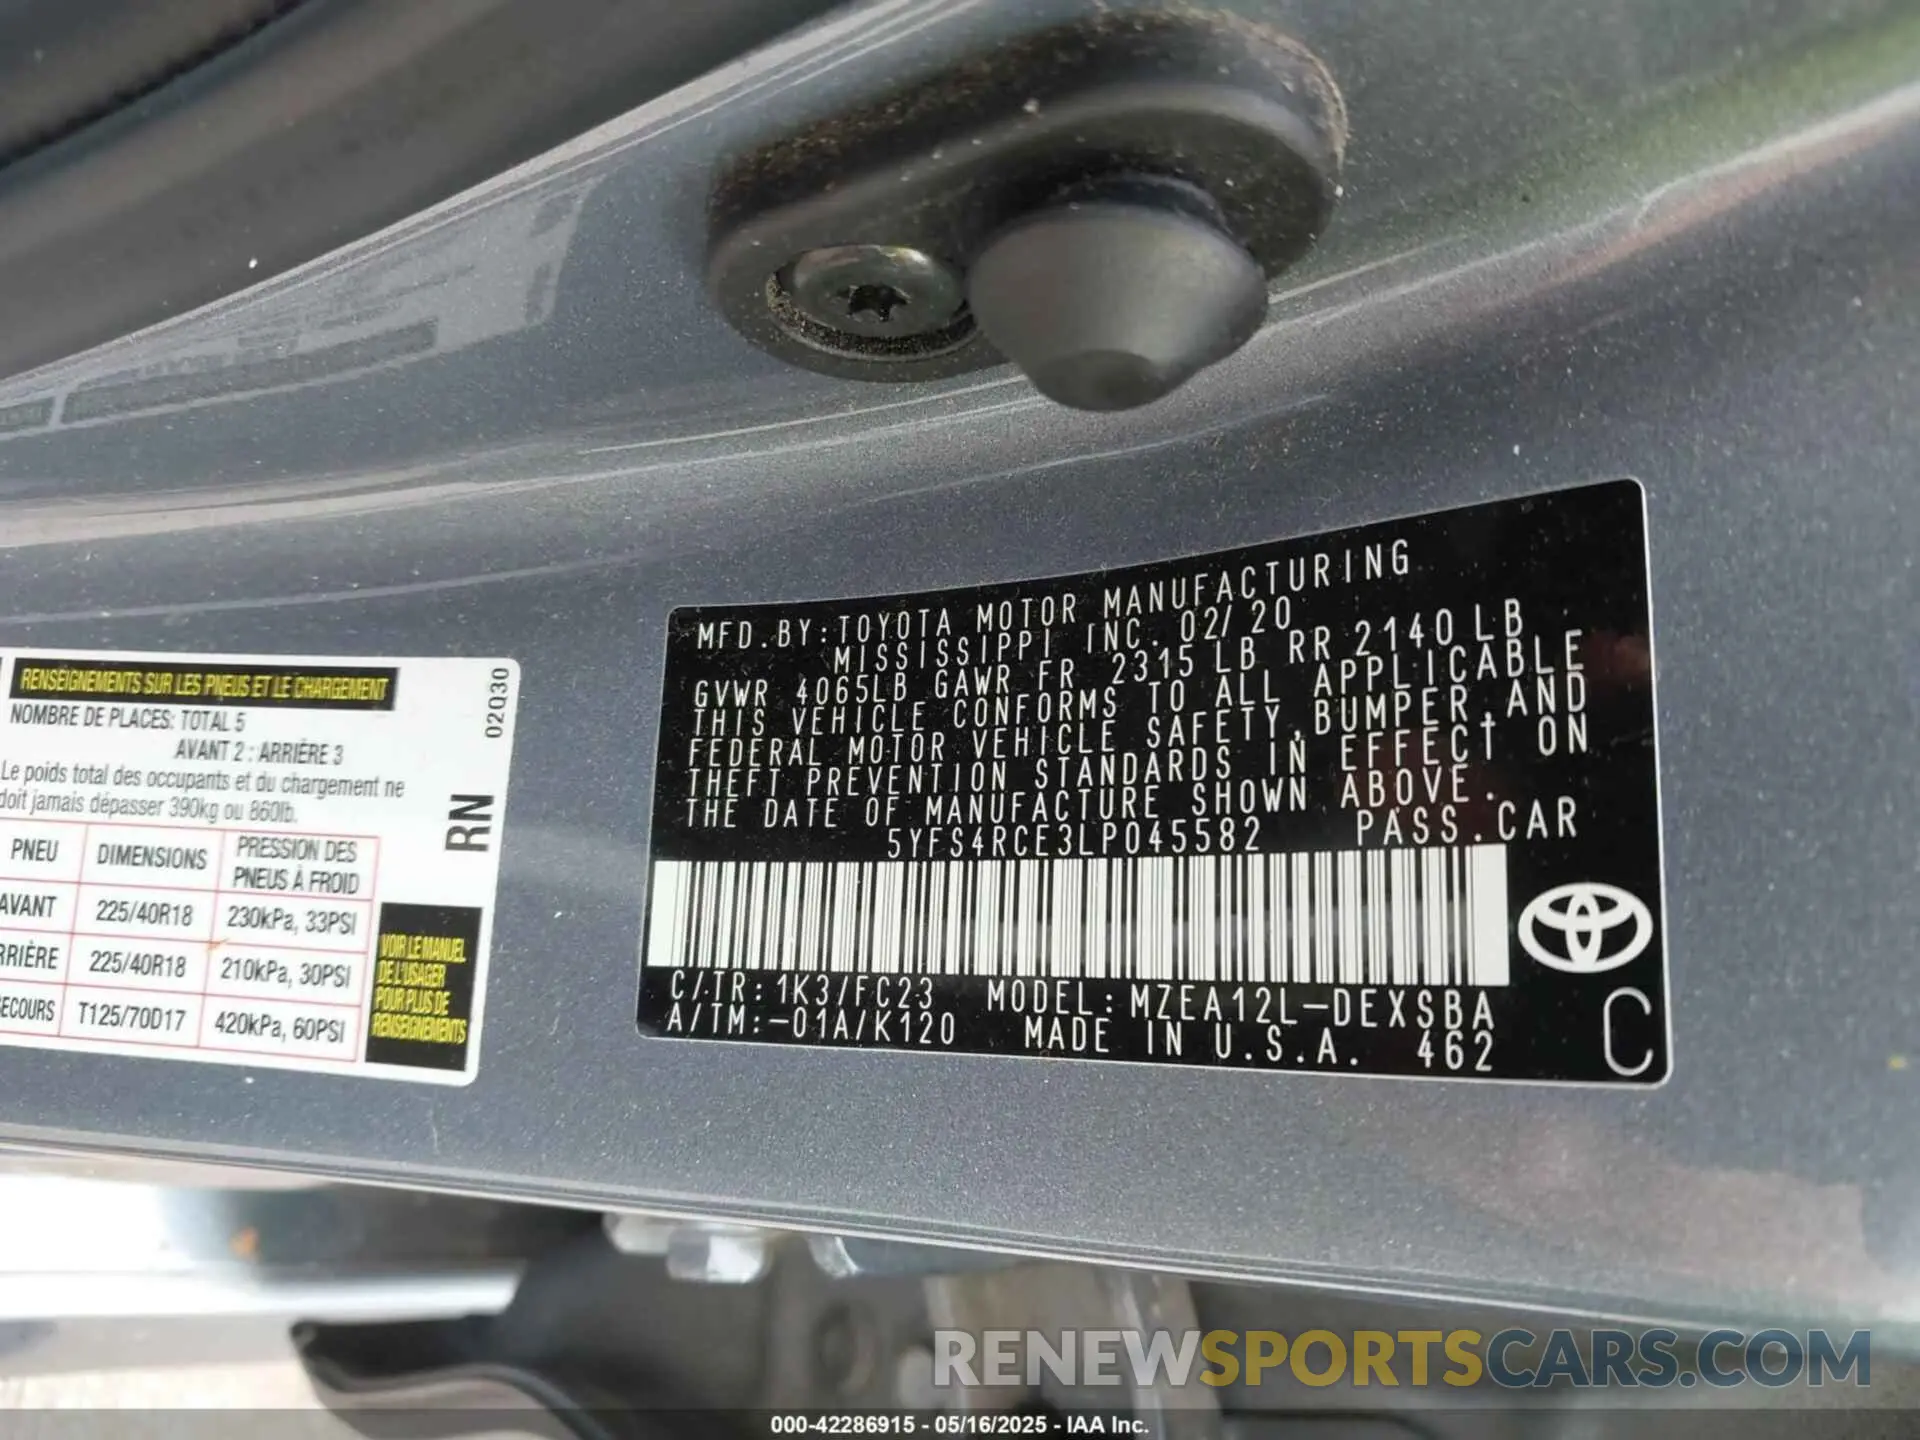 RENSEIGNEMENTS SUR LES PNEUS ET LE CHARGEMENT
NOMBRE DE PLACES: TOTAL 5
AVANT 2 : ARRIÈRE 3
Le poids total des occupants et du chargement ne
doit jamais dépasser 390kg ou 860lb.
PNEU DIMENSIONS PRESSION DES
PNEUS À FROID
AVANT 225/40R18 230kPa, 33PSI
RRIÈRE 225/40R18 210kPa, 30PSI
ECOURS T125/70D17 420kPa, 60PSI
VOIR LE MANUEL
DE L'USAGER
POUR PLUS DE
RENSEIGNEMENTS
02Q30
RN
MFD.BY:TOYOTA MOTOR MANUFACTURING
MISSISSIPPI INC. 02/20
GVWR 4065LB GAWR FR 2315LB RR 2140LB
THIS VEHICLE CONFORMS TO ALL APPLICABLE
FEDERAL MOTOR VEHICLE SAFETY,BUMPER,AND
THEFT PREVENTION STANDARDS IN EFFECT ON
THE DATE OF MANUFACTURE SHOWN ABOVE.
5YFS4RCE3LP045582 PASS.CAR
C/TR:1K3/FC23 MODEL:MZEA12L-DEXSBA
A/TM:-01A/K120 MADE IN U.S.A. 462
C
RENEWSPORTSCARS.COM
000-42286915 - 05/16/2025 - IAA Inc.